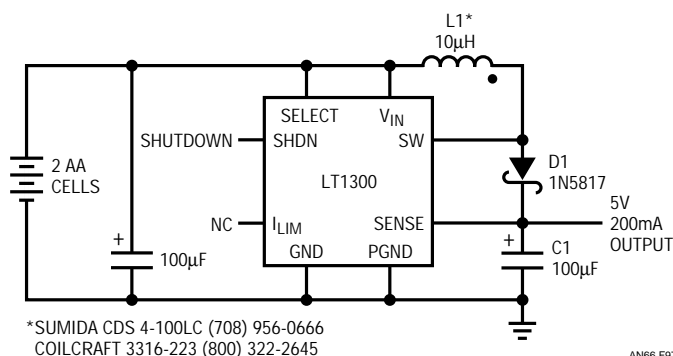 L1*
10µH
SELECT
VIN
SHUTDOWN
SHDN
SW
2 AA
CELLS
LT1300
D1
1N5817
5V
200mA
OUTPUT
NC
ILIM
SENSE
+
100µF
GND
PGND
+
C1
100µF
*SUMIDA CDS 4-100LC (708) 956-0666
COILCRAFT 3316-223 (800) 322-2645